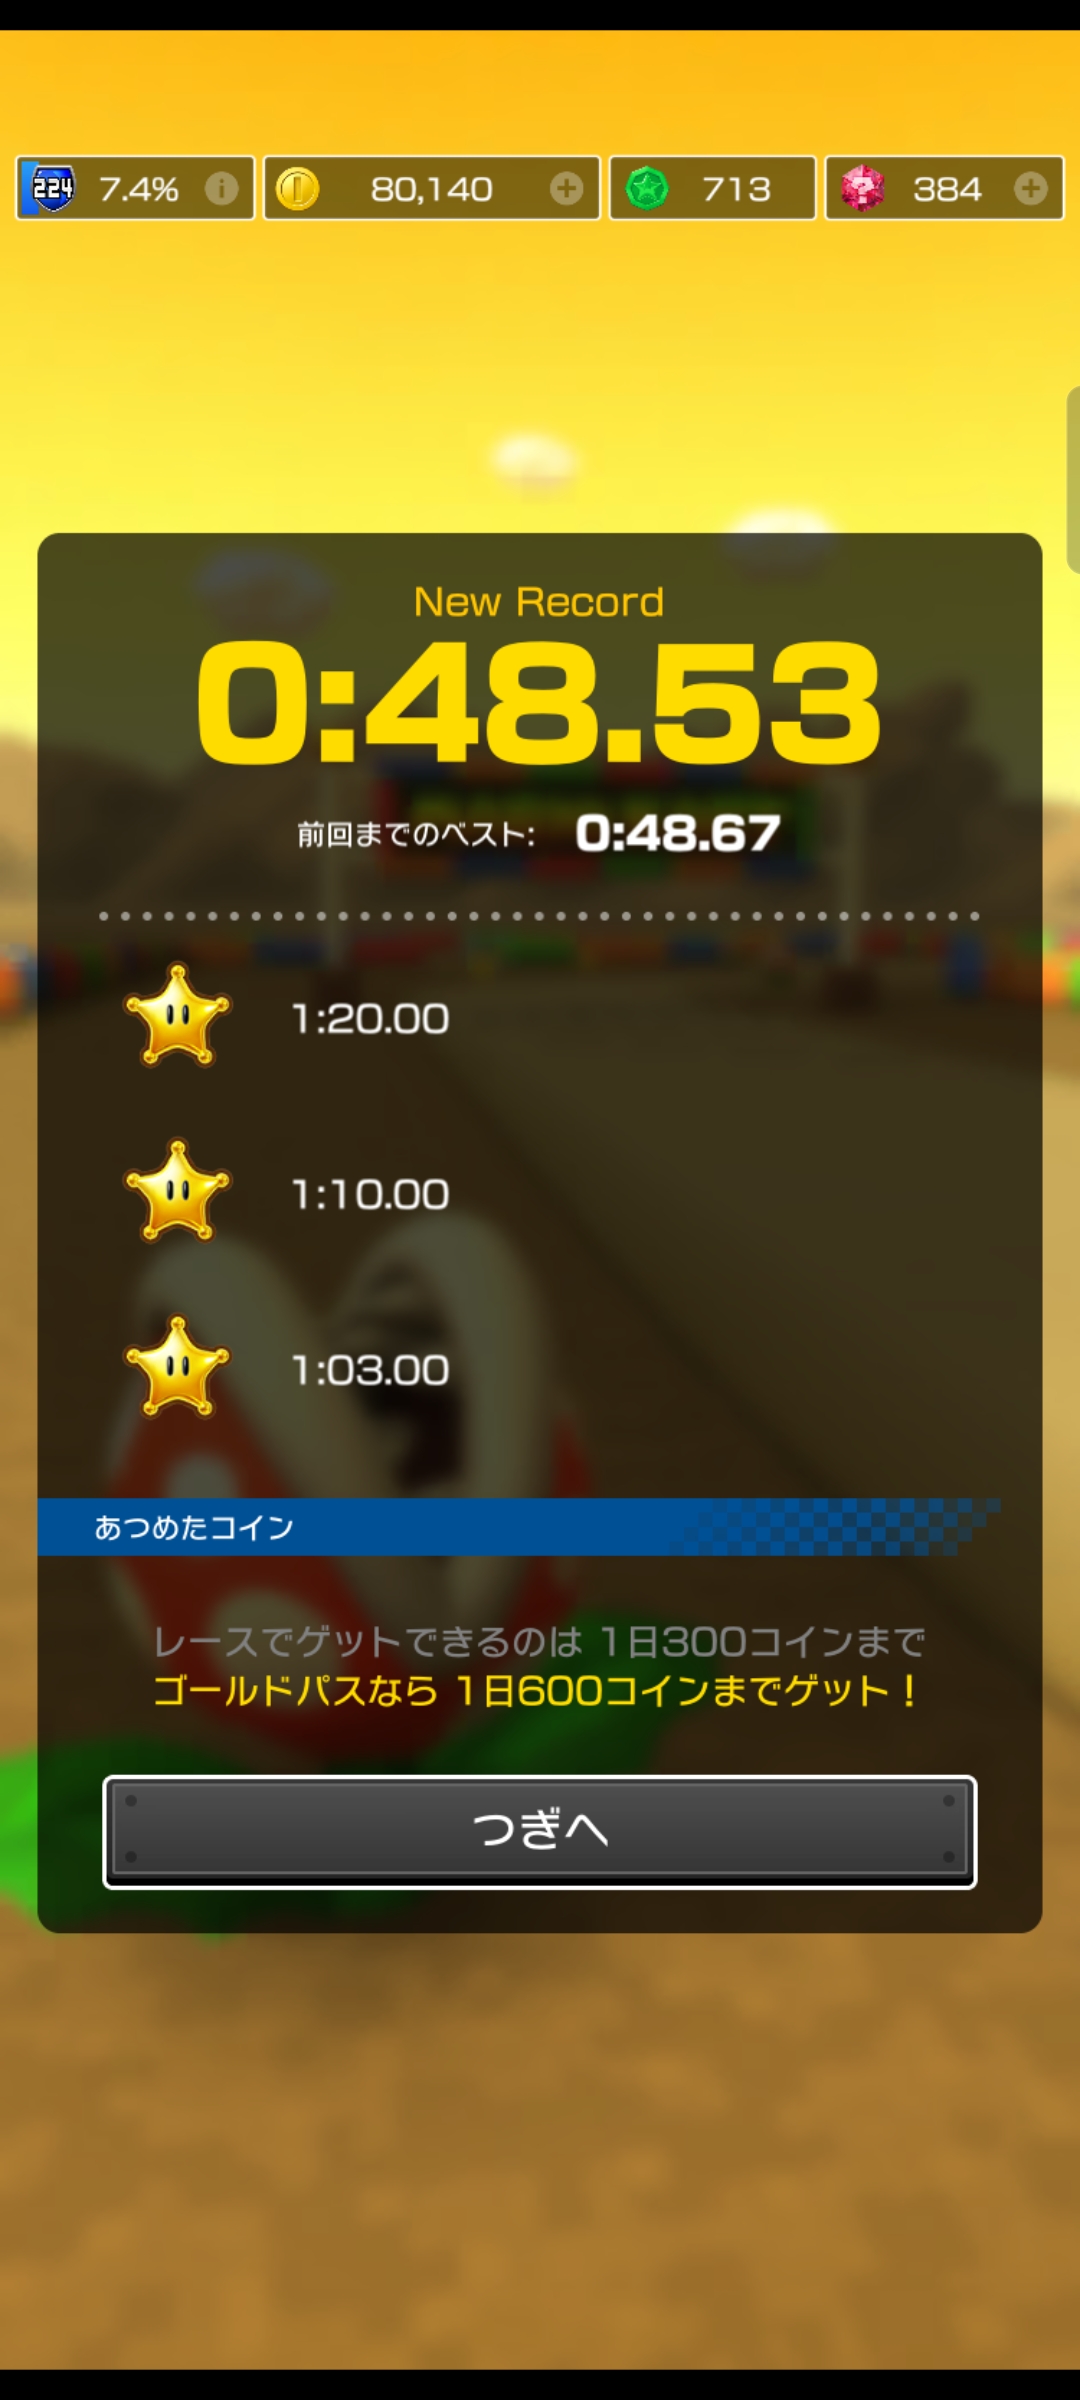 224 7.4% 80,140 713 384
New Record
0:48.53
前回までのベスト: 0:48.67
1:20.00
1:10.00
1:03.00
あつめたコイン
レースでゲットできるのは 1日300コインまで
ゴールドパスなら 1日600コインまでゲット！
つぎへ